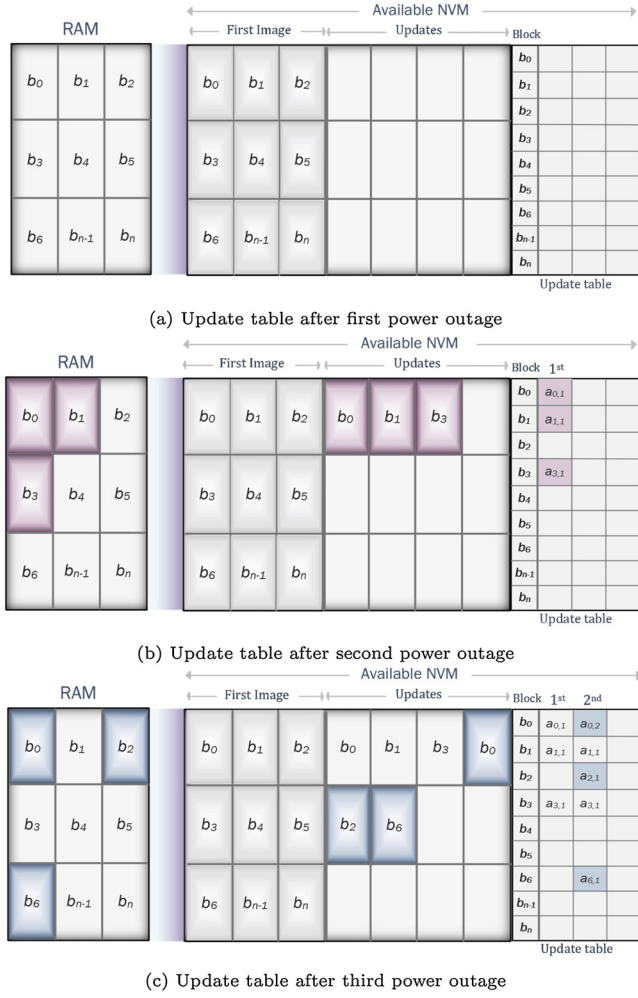 Available NVM
RAM First Image Updates Block
b0 b1 b2 b0 b1 b2 b0
b1
b2
b3 b4 b5 b3 b4 b5 b3
b4
b5
b6 bn-1 bn b6 bn-1 bn b6
bn-1
bn
Update table
(a) Update table after first power outage
Available NVM
RAM First Image Updates Block 1st
b0 b1 b2 b0 b1 b2 b0 b1 b3 b0 a0,1
b1 a1,1
b2
b3 b4 b5 b3 b4 b5 b3 a3,1
b4
b5
b6 bn-1 bn b6 bn-1 bn b6
bn-1
bn
Update table
(b) Update table after second power outage
Available NVM
RAM First Image Updates Block 1st 2nd
b0 b1 b2 b0 b1 b2 b0 b1 b3 b0 b0 a0,1 a0,2
b1 a1,1 a1,1
b2 a2,1
b3 b4 b5 b3 b4 b5 b2 b6 b3 a3,1 a3,1
b4
b5
b6 bn-1 bn b6 bn-1 bn b6 a6,1
bn-1
bn
Update table
(c) Update table after third power outage